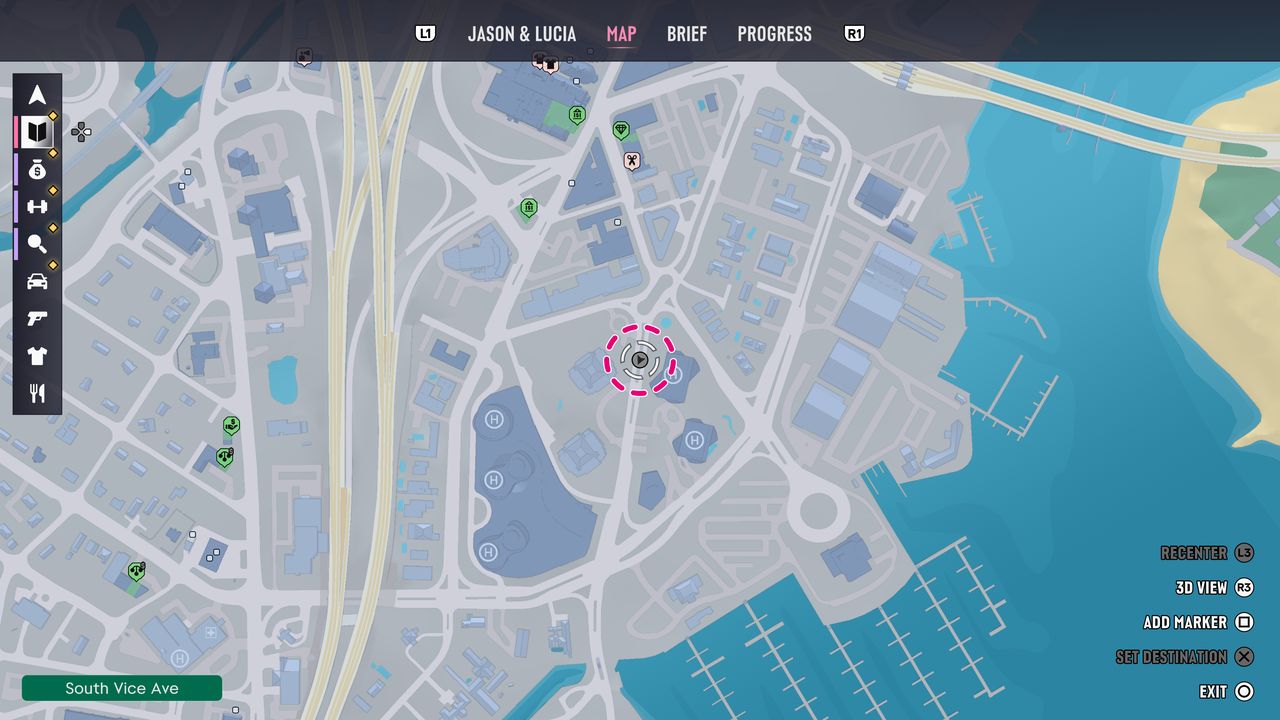 L1 JASON & LUCIA MAP BRIEF PROGRESS R1
H
H
H
H
H
H
RECENTER L3
3D VIEW R3
ADD MARKER
SET DESTINATION
EXIT
South Vice Ave